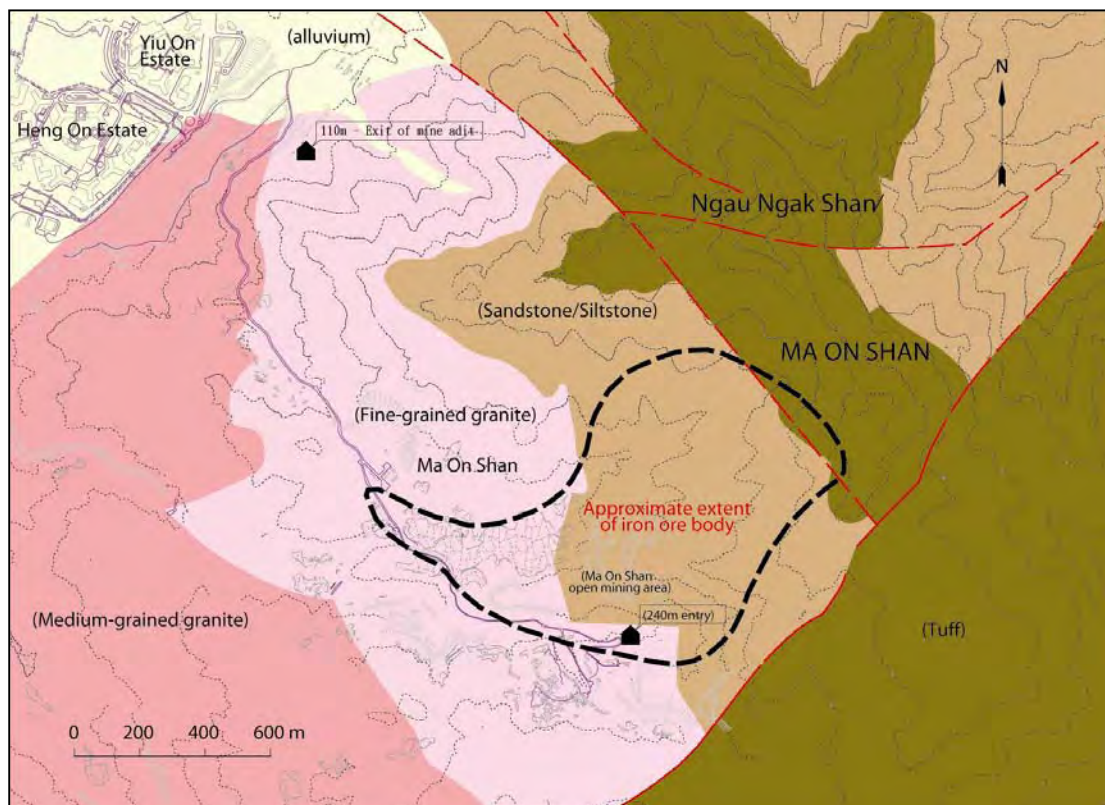 Yiu On
Estate
(alluvium)
Heng On Estate
110m - Exit of mine adit
N
Ngau Ngak Shan
(Sandstone/Siltstone)
MA ON SHAN
(Fine-grained granite)
Ma On Shan
Approximate extent
of iron ore body
(Ma On Shan
open mining area)
(240m entry)
(Medium-grained granite)
(Tuff)
0 200 400 600 m